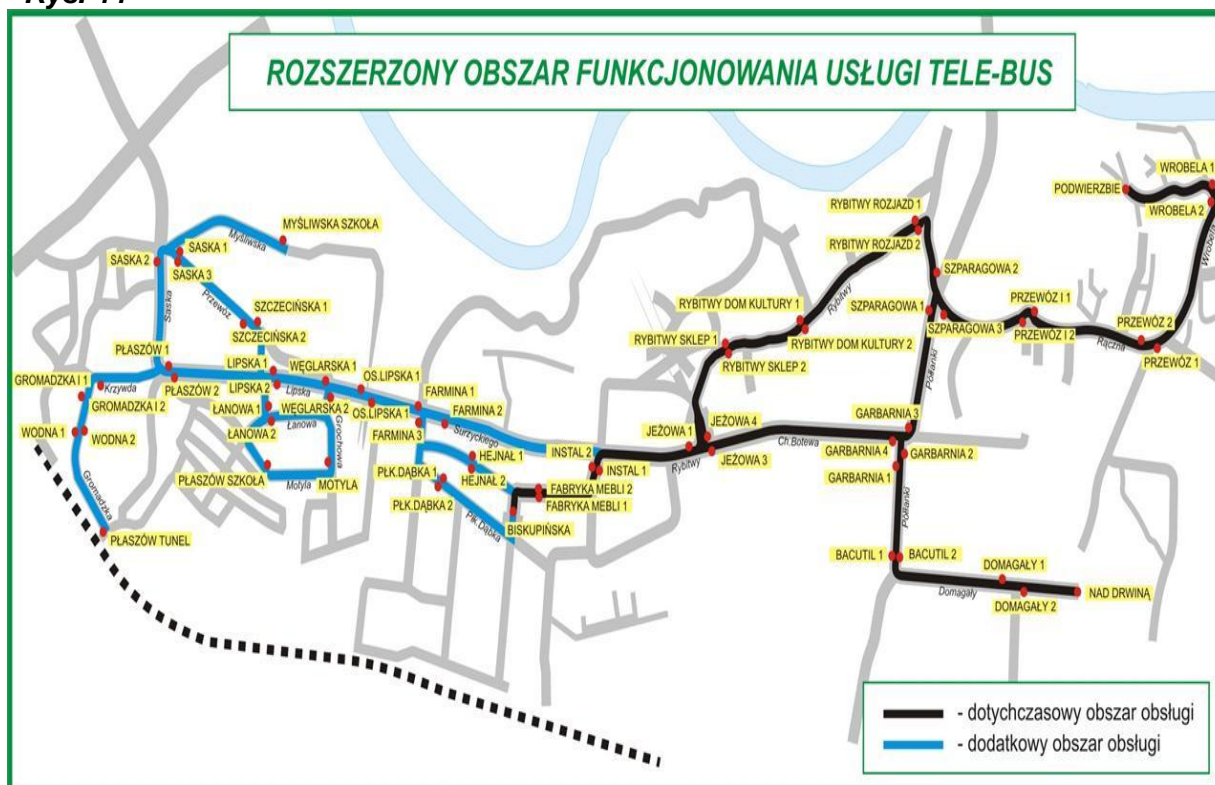 ROZSZERZONY OBSZAR FUNKCJONOWANIA USŁUGI TELE-BUS
WROBELA 1
PODWIERZBIE
WROBELA 2
Wrobela
MYŚLIWSKA SZKOŁA
Myśliwska
SASKA 1
SASKA 2
SASKA 3
RYBITWY ROZJAZD 1
RYBITWY ROZJAZD 2
SZPARAGOWA 2
Przewóz
Saska
SZCZECIŃSKA 1
SZCZECIŃSKA 2
RYBITWY DOM KULTURY 1
Rybitwy
SZPARAGOWA 1
PRZEWÓZ I 1
SZPARAGOWA 3
PRZEWÓZ I 2
PRZEWÓZ 2
Rączna
PRZEWÓZ 1
RYBITWY SKLEP 1
RYBITWY DOM KULTURY 2
RYBITWY SKLEP 2
PŁASZÓW 1
LIPSKA 1
WĘGLARSKA 1
OS.LIPSKA 1
FARMINA 1
Półłanki
GROMADZKA I 1
Krzywda
PŁASZÓW 2
LIPSKA 2
Lipska
GROMADZKA I 2
ŁANOWA 1
WĘGLARSKA 2
OS.LIPSKA 1
FARMINA 2
GARBARNIA 3
WODNA 1
WODNA 2
ŁANOWA 2
Łanowa
Grochowa
FARMINA 3
Surzyckiego
JEŻOWA 1
JEŻOWA 4
Ch.Botewa
HEJNAŁ 1
INSTAL 2
INSTAL 1
Rybitwy
JEŻOWA 3
GARBARNIA 4
GARBARNIA 2
PŁASZÓW SZKOŁA
Motyla
MOTYLA
PŁK.DĄBKA 1
HEJNAŁ 2
GARBARNIA 1
Gromadzka
PŁK.DĄBKA 2
FABRYKA MEBLI 2
FABRYKA MEBLI 1
Półłanki
Płk.Dąbka
BISKUPIŃSKA
PŁASZÓW TUNEL
BACUTIL 1
BACUTIL 2
DOMAGAŁY 1
Domagały
DOMAGAŁY 2
NAD DRWINĄ
- dotychczasowy obszar obsługi
- dodatkowy obszar obsługi